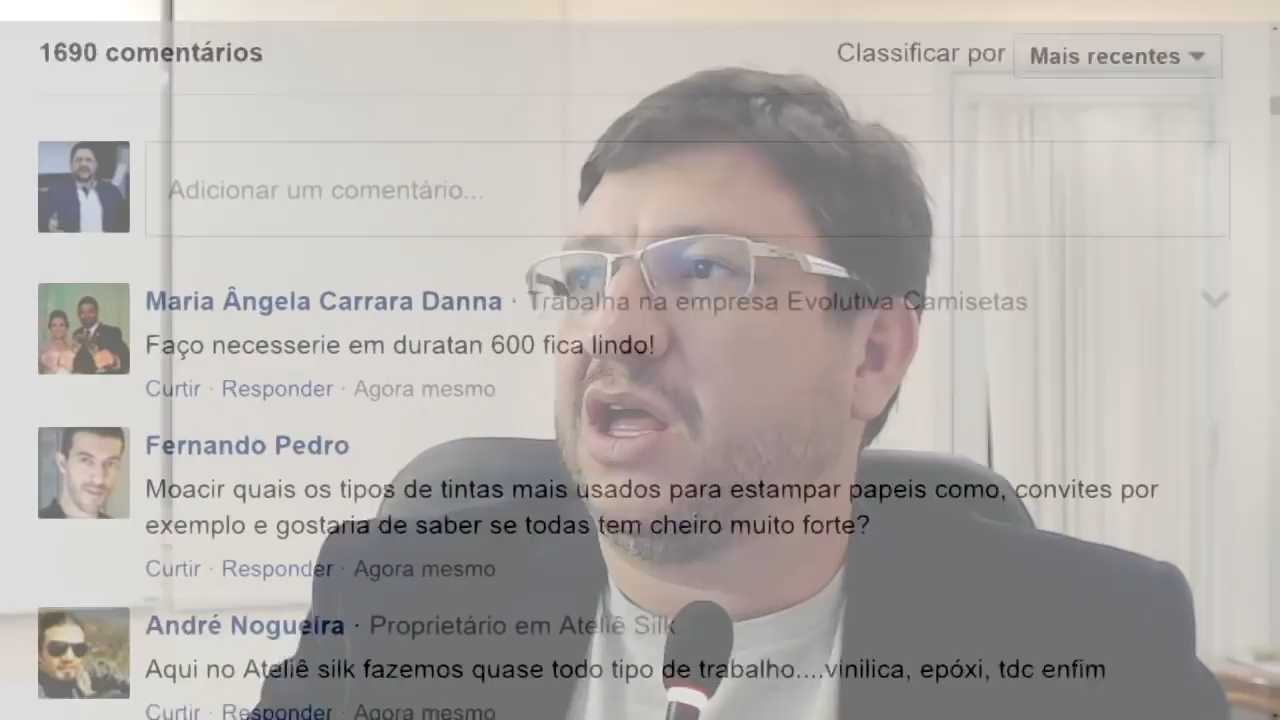 1690 comentários
Classificar por Mais recentes
Adicionar um comentário...
Maria Ângela Carrara Danna · Trabalha na empresa Evolutiva Camisetas
Faço necesserie em duratan 600 fica lindo!
Curtir · Responder · Agora mesmo
Fernando Pedro
Moacir quais os tipos de tintas mais usados para estampar papeis como, convites por
exemplo e gostaria de saber se todas tem cheiro muito forte?
Curtir · Responder · Agora mesmo
André Nogueira · Proprietário em Ateliê Silk
Aqui no Ateliê silk fazemos quase todo tipo de trabalho....vinilica, epóxi, tdc enfim
Curtir · Responder · Agora mesmo